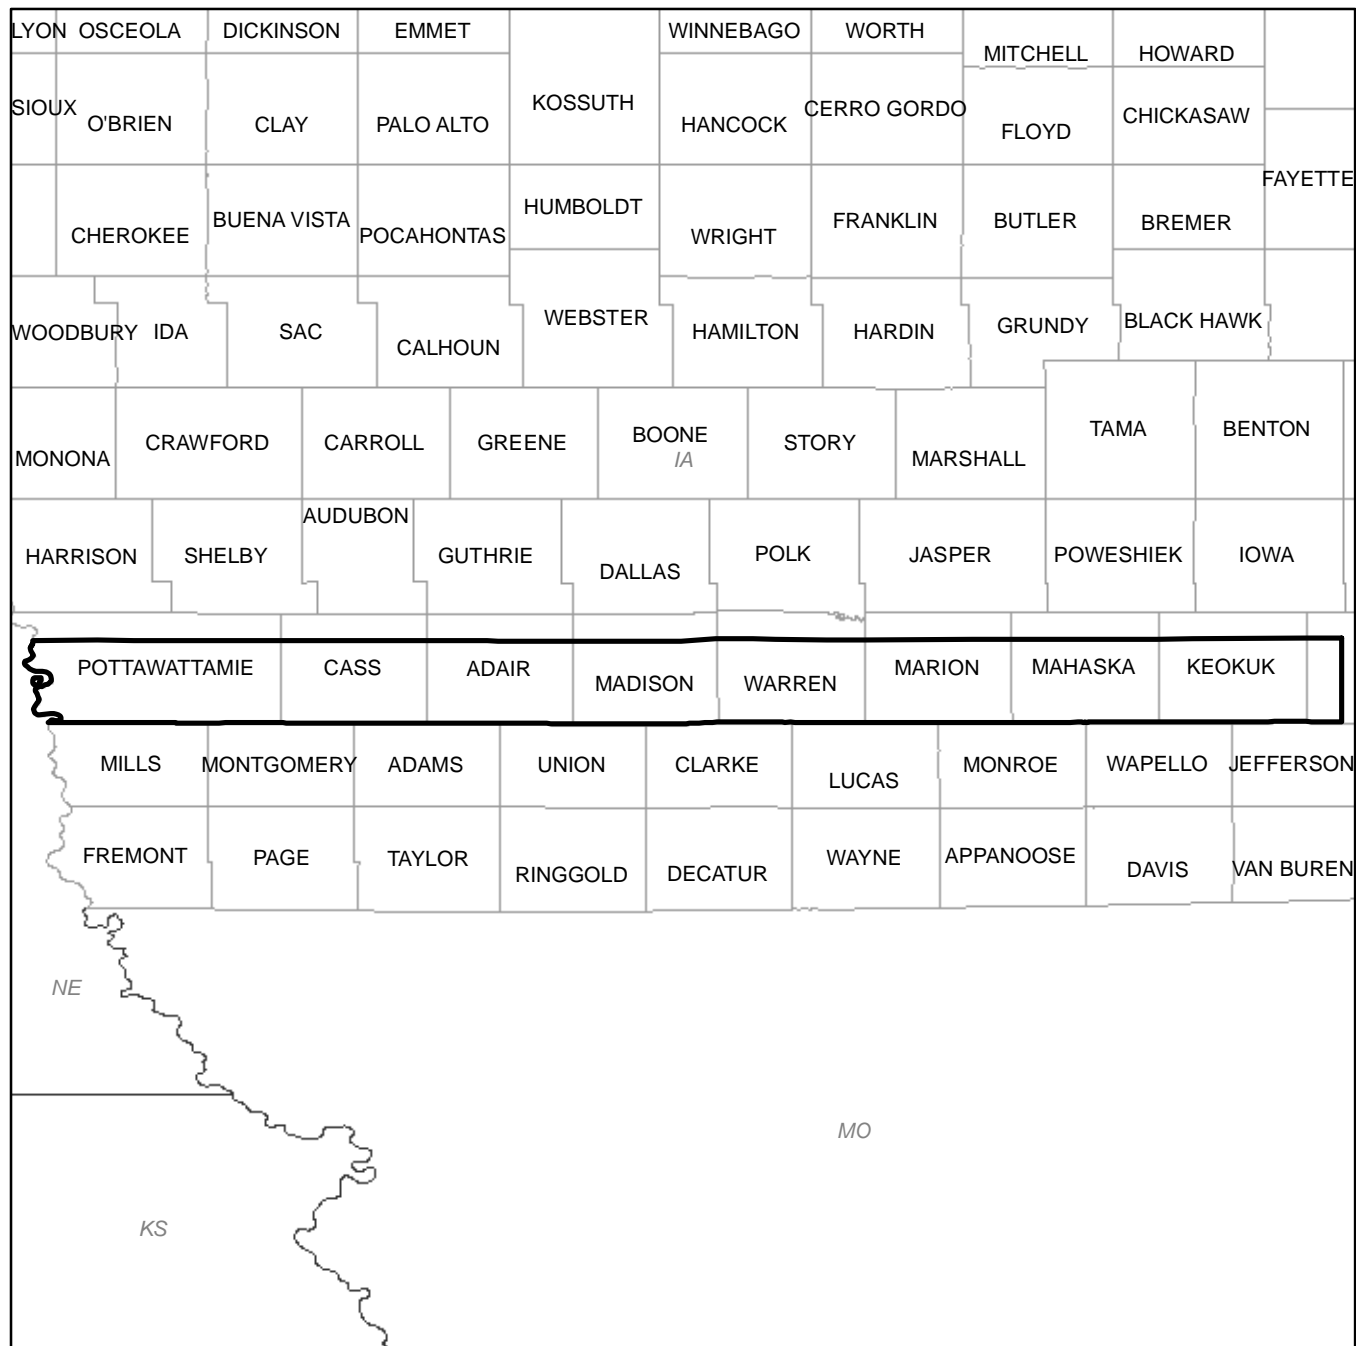 LYON OSCEOLA DICKINSON EMMET WINNEBAGO WORTH
MITCHELL HOWARD
SIOUX O'BRIEN CLAY PALO ALTO KOSSUTH HANCOCK CERRO GORDO FLOYD CHICKASAW
FAYETTE
CHEROKEE BUENA VISTA POCAHONTAS HUMBOLDT WRIGHT FRANKLIN BUTLER BREMER
WOODBURY IDA SAC CALHOUN WEBSTER HAMILTON HARDIN GRUNDY BLACK HAWK
MONONA CRAWFORD CARROLL GREENE BOONE STORY MARSHALL TAMA BENTON
IA
AUDUBON
HARRISON SHELBY GUTHRIE DALLAS POLK JASPER POWESHIEK IOWA
POTTAWATTAMIE CASS ADAIR MADISON WARREN MARION MAHASKA KEOKUK
MILLS MONTGOMERY ADAMS UNION CLARKE LUCAS MONROE WAPELLO JEFFERSON
FREMONT PAGE TAYLOR RINGGOLD DECATUR WAYNE APPANOOSE DAVIS VAN BUREN
NE
MO
KS